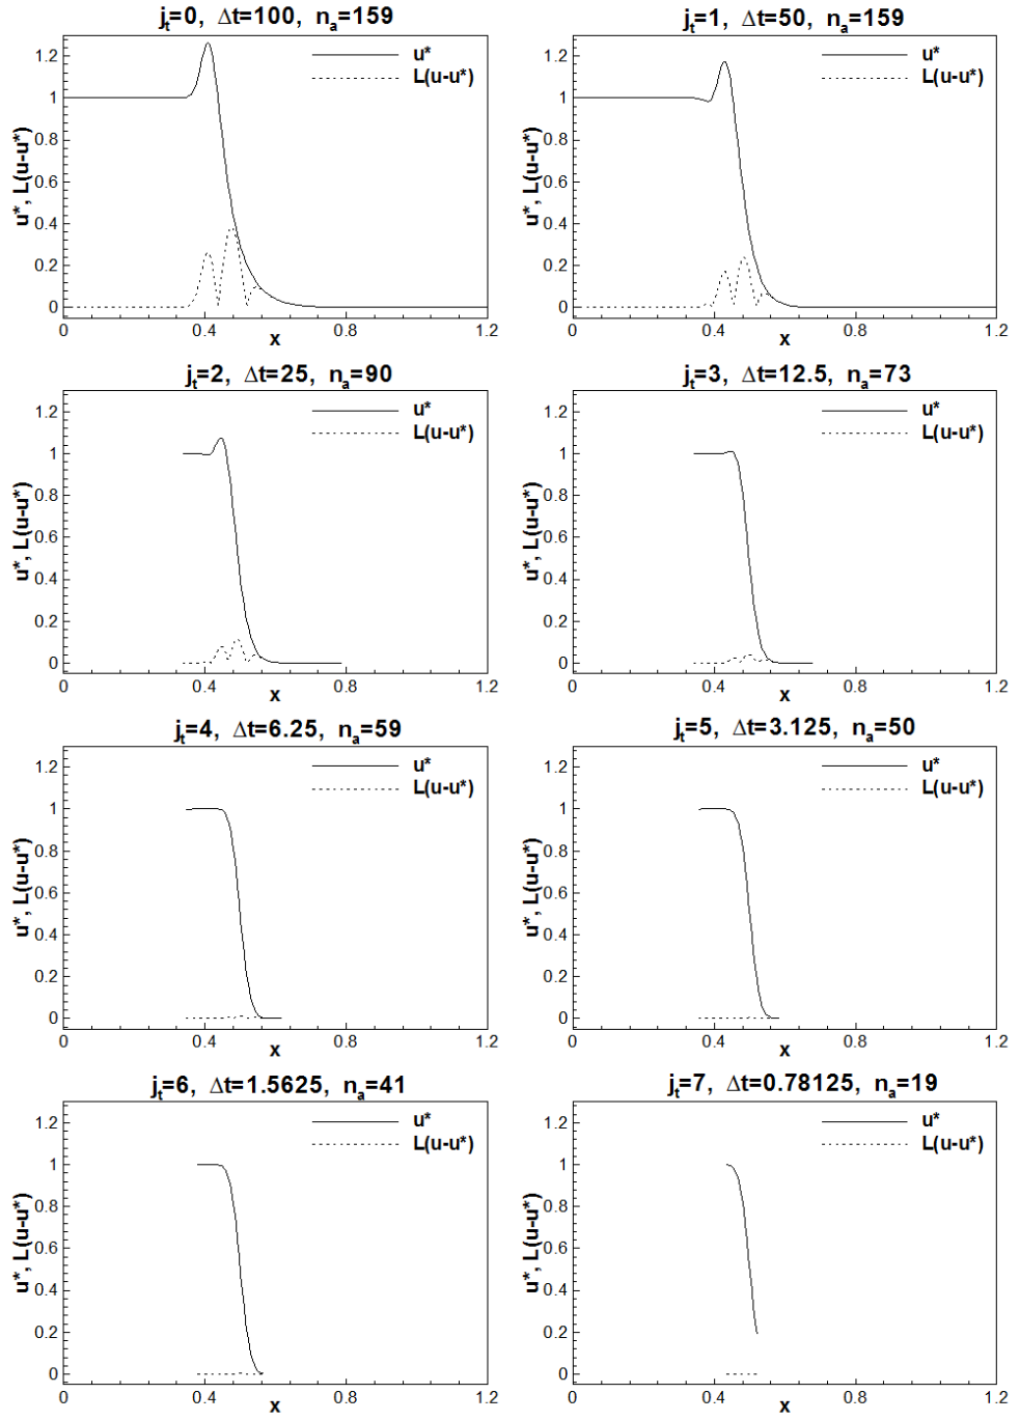 jt=0, Δt=100, na=159
u*
L(u-u*)
u*, L(u-u*)
1.2
1
0.8
0.6
0.4
0.2
0
0
0.4
0.8
1.2
x
jt=1, Δt=50, na=159
u*
L(u-u*)
u*, L(u-u*)
1.2
1
0.8
0.6
0.4
0.2
0
0
0.4
0.8
1.2
x
jt=2, Δt=25, na=90
u*
L(u-u*)
u*, L(u-u*)
1.2
1
0.8
0.6
0.4
0.2
0
0
0.4
0.8
1.2
x
jt=3, Δt=12.5, na=73
u*
L(u-u*)
u*, L(u-u*)
1.2
1
0.8
0.6
0.4
0.2
0
0
0.4
0.8
1.2
x
jt=4, Δt=6.25, na=59
u*
L(u-u*)
u*, L(u-u*)
1.2
1
0.8
0.6
0.4
0.2
0
0
0.4
0.8
1.2
x
jt=5, Δt=3.125, na=50
u*
L(u-u*)
u*, L(u-u*)
1.2
1
0.8
0.6
0.4
0.2
0
0
0.4
0.8
1.2
x
jt=6, Δt=1.5625, na=41
u*
L(u-u*)
u*, L(u-u*)
1.2
1
0.8
0.6
0.4
0.2
0
0
0.4
0.8
1.2
x
jt=7, Δt=0.78125, na=19
u*
L(u-u*)
u*, L(u-u*)
1.2
1
0.8
0.6
0.4
0.2
0
0
0.4
0.8
1.2
x